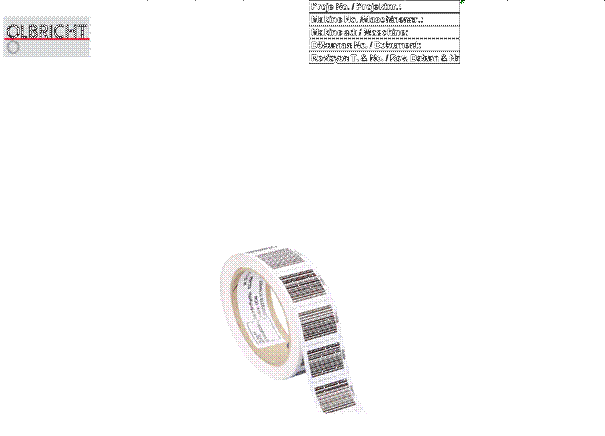 OLBRICHT
Proje No. / Projektnr.:
Makine No. /Maschinennr.:
Makine adı / Maschine:
Döküman No. / Dokument:
Revizyon T. & No. / Rev. Datum & Nr